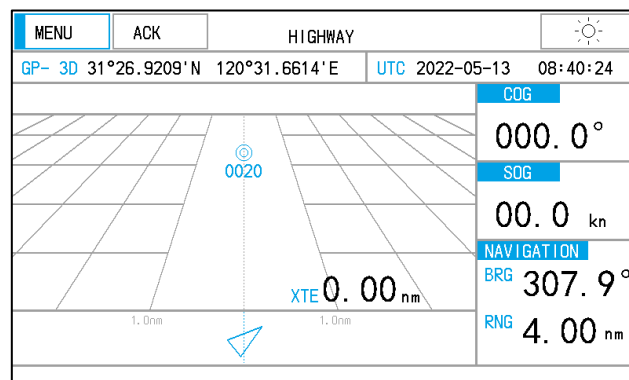 MENU ACK HIGHWAY
GP- 3D 31°26.9209'N 120°31.6614'E UTC 2022-05-13 08:40:24
COG
000.0°
0020
SOG
00.0 kn
NAVIGATION
BRG 307.9°
XTE 0.00 nm
RNG 4.00 nm
1.0nm 1.0nm